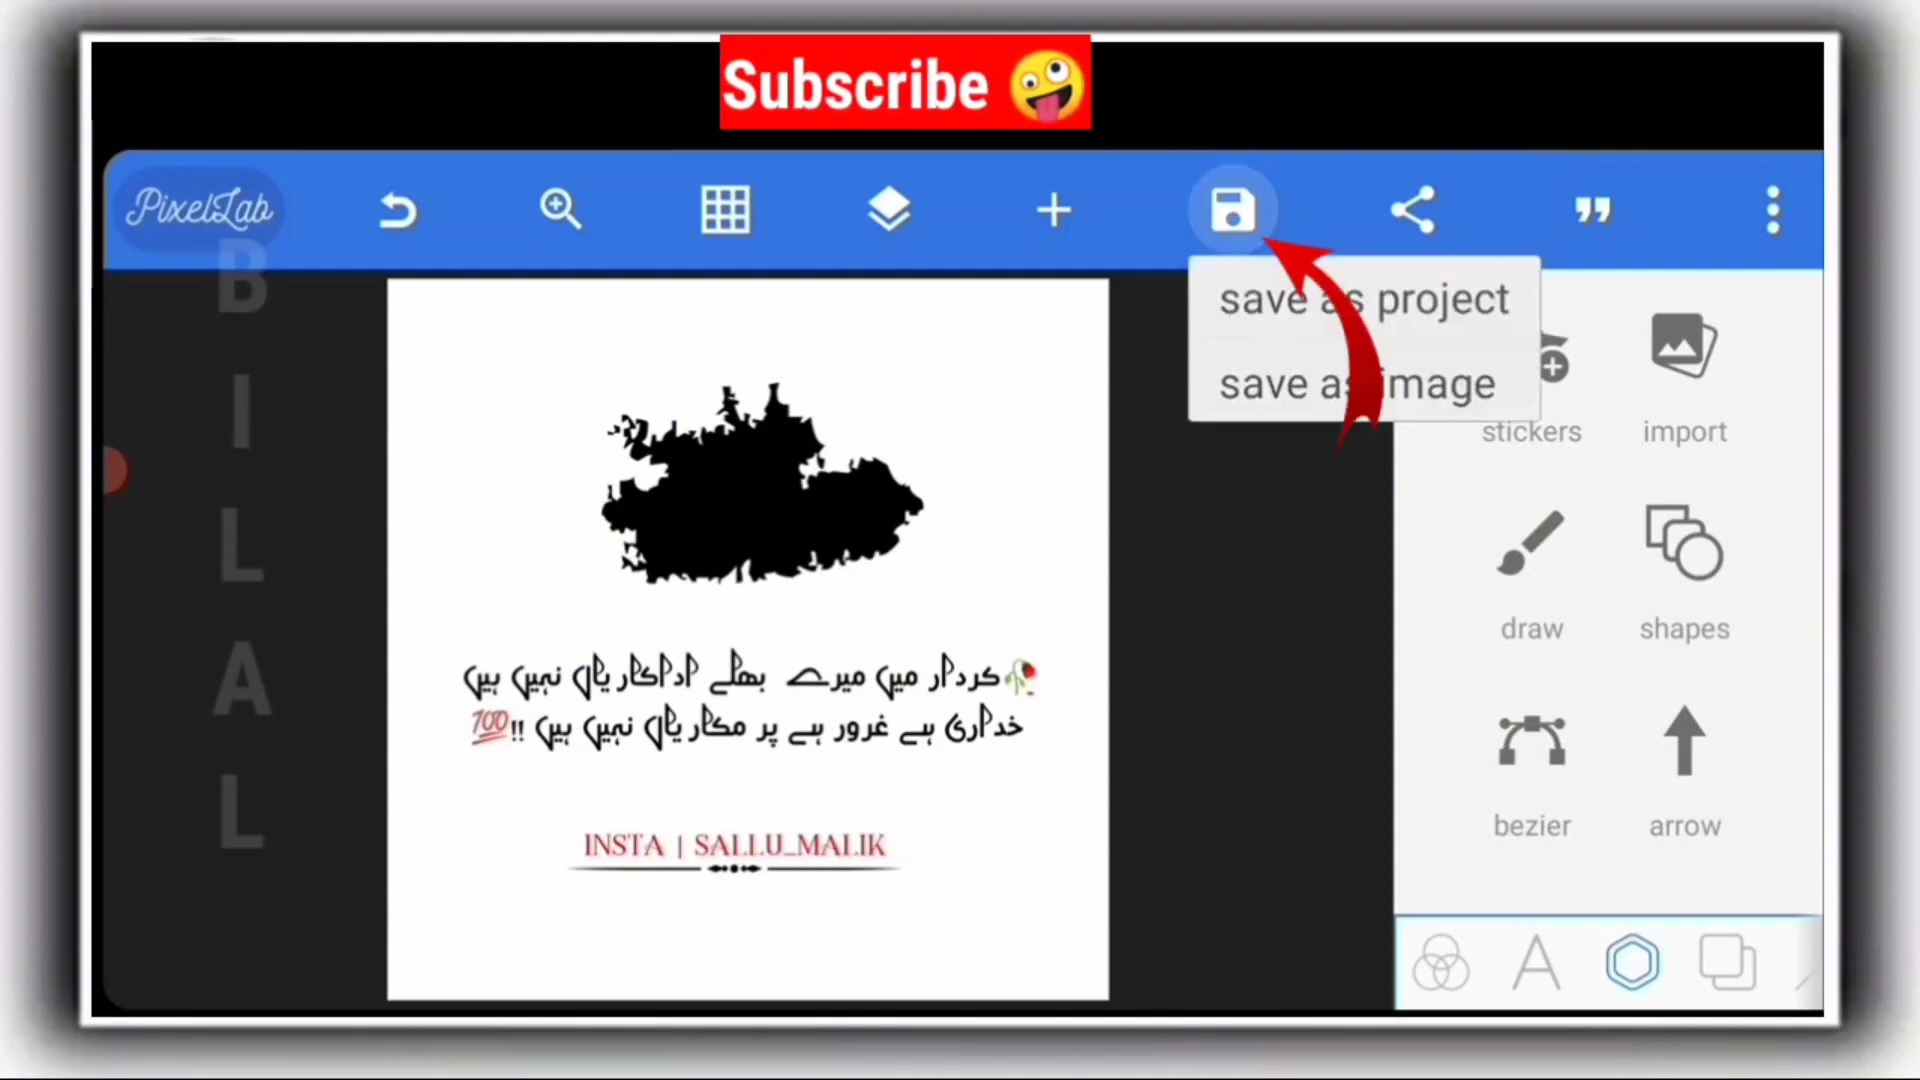 Subscribe 🤪
PixelLab
save as project
save as image
stickers
import
draw
shapes
bezier
arrow
B
I
L
A
L
🥀کردار میں میرے بھلے اداکاریاں نہیں ہیں
خداری ہے غرور ہے پر مکاریاں نہیں ہیں !!💯
INSTA | SALLU_MALIK